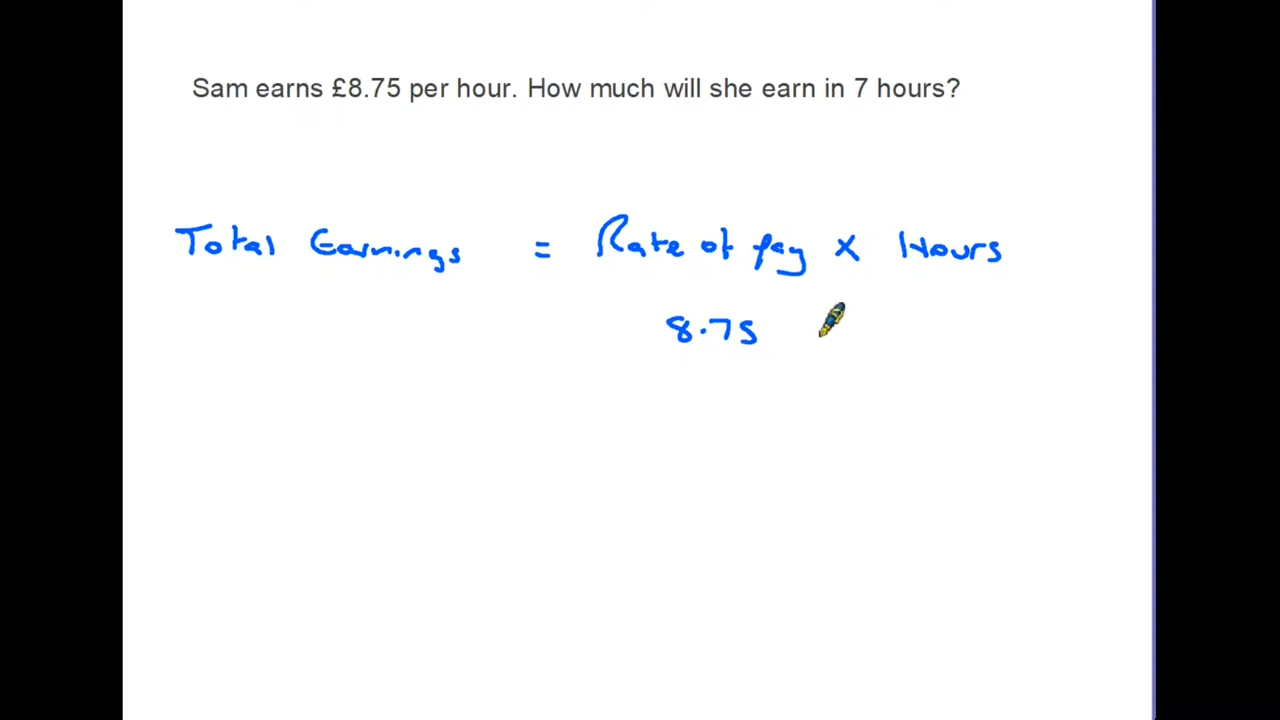 Sam earns £8.75 per hour. How much will she earn in 7 hours?
Total Earnings = Rate of pay x Hours
8.75